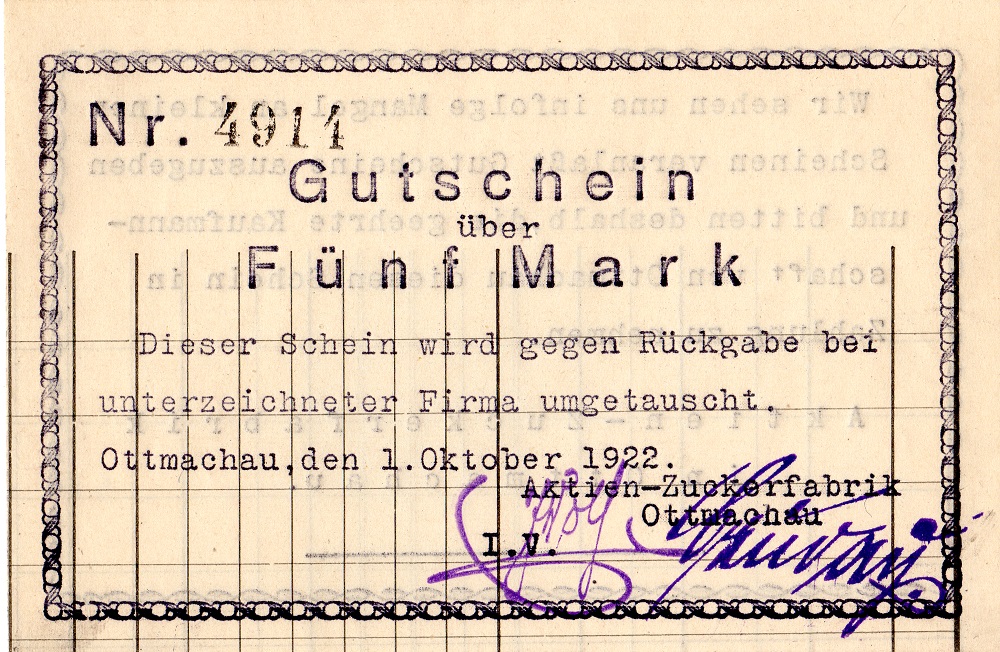 Nr. 4914
Gutschein
über
Fünf Mark
Dieser Schein wird gegen Rückgabe bei
unterzeichneter Firma umgetauscht.
Ottmachau,den 1.Oktober 1922.
Aktien-Zuckerfabrik
Ottmachau
I.V.